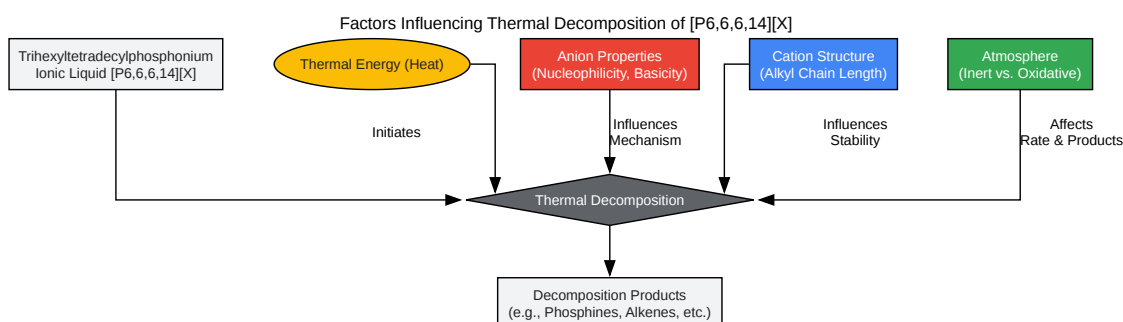 Factors Influencing Thermal Decomposition of [P6,6,6,14][X]
Trihexyltetradecylphosphonium
Ionic Liquid [P6,6,6,14][X]
Thermal Energy (Heat)
Anion Properties
(Nucleophilicity, Basicity)
Cation Structure
(Alkyl Chain Length)
Atmosphere
(Inert vs. Oxidative)
Initiates
Influences
Mechanism
Influences
Stability
Affects
Rate & Products
Thermal Decomposition
Decomposition Products
(e.g., Phosphines, Alkenes, etc.)